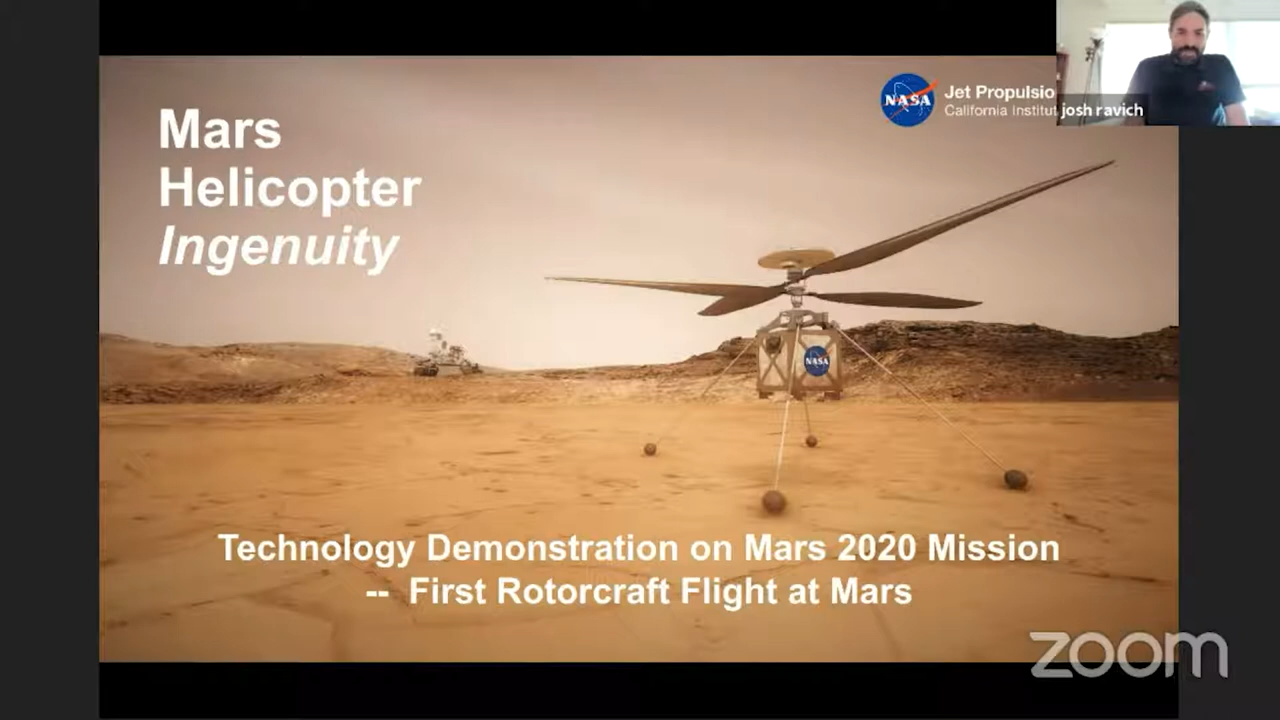 Mars
Helicopter
Ingenuity
NASA
Jet Propulsio
California Institut
josh ravich
NASA
Technology Demonstration on Mars 2020 Mission
-- First Rotorcraft Flight at Mars
zoom